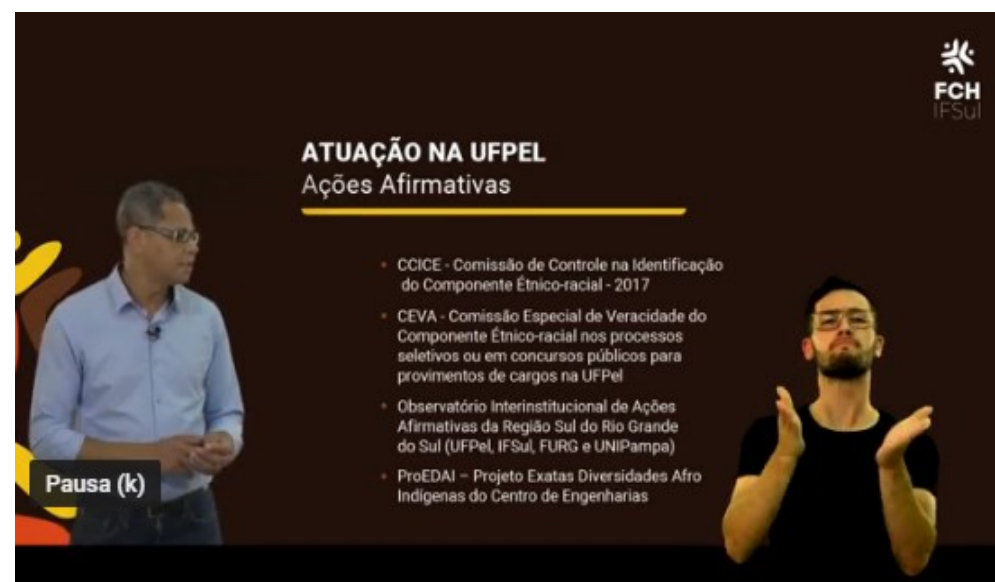 FCH
IFSul
ATUAÇÃO NA UFPEL
Ações Afirmativas
• CCICE - Comissão de Controle na Identificação
do Componente Étnico-racial - 2017
• CEVA - Comissão Especial de Veracidade do
Componente Étnico-racial nos processos
seletivos ou em concursos públicos para
provimentos de cargos na UFPel
• Observatório Interinstitucional de Ações
Afirmativas da Região Sul do Rio Grande
do Sul (UFPel, IFSul, FURG e UNIPampa)
• ProEDAI – Projeto Exatas Diversidades Afro
Indígenas do Centro de Engenharias
Pausa (k)